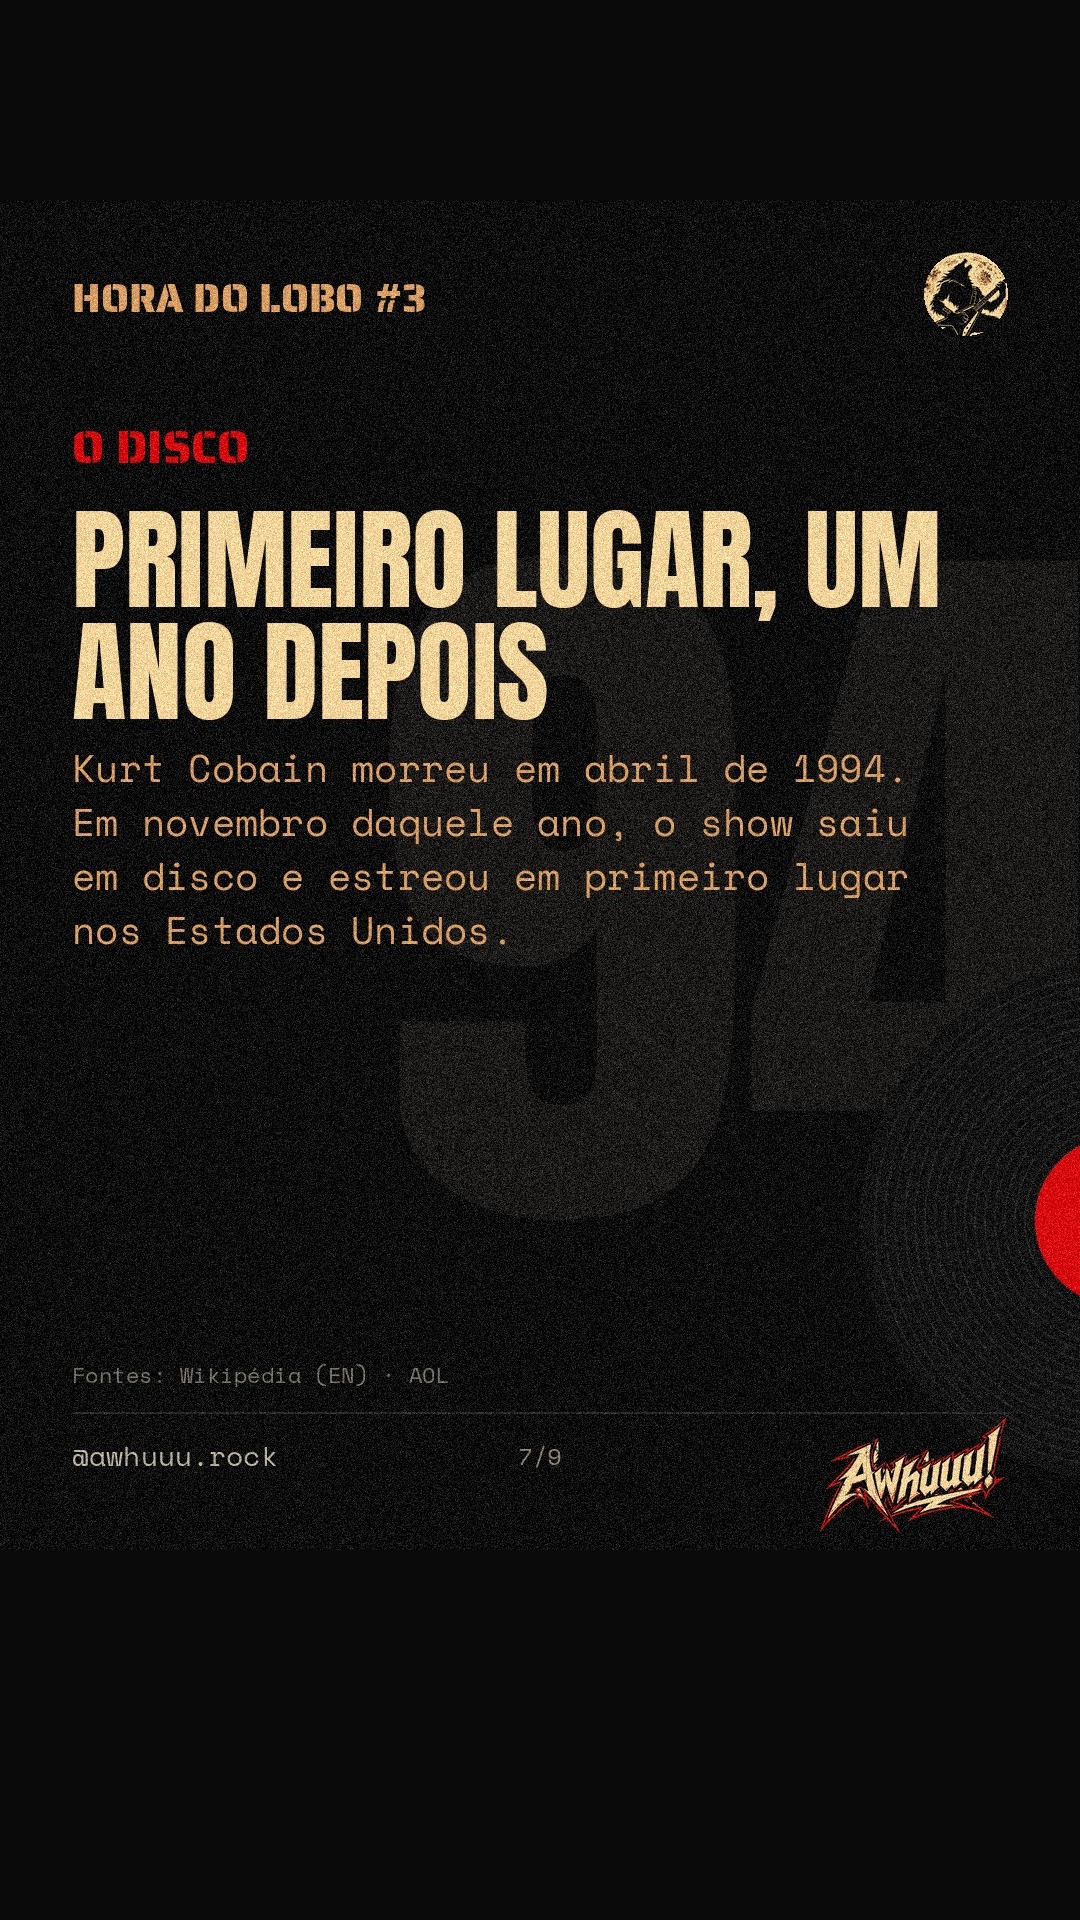 HORA DO LOBO #3
O DISCO
PRIMEIRO LUGAR, UM
ANO DEPOIS
94
Kurt Cobain morreu em abril de 1994.
Em novembro daquele ano, o show saiu
em disco e estreou em primeiro lugar
nos Estados Unidos.
Fontes: Wikipédia (EN) · AOL
@awhuuu.rock
7/9
Awhuuu!